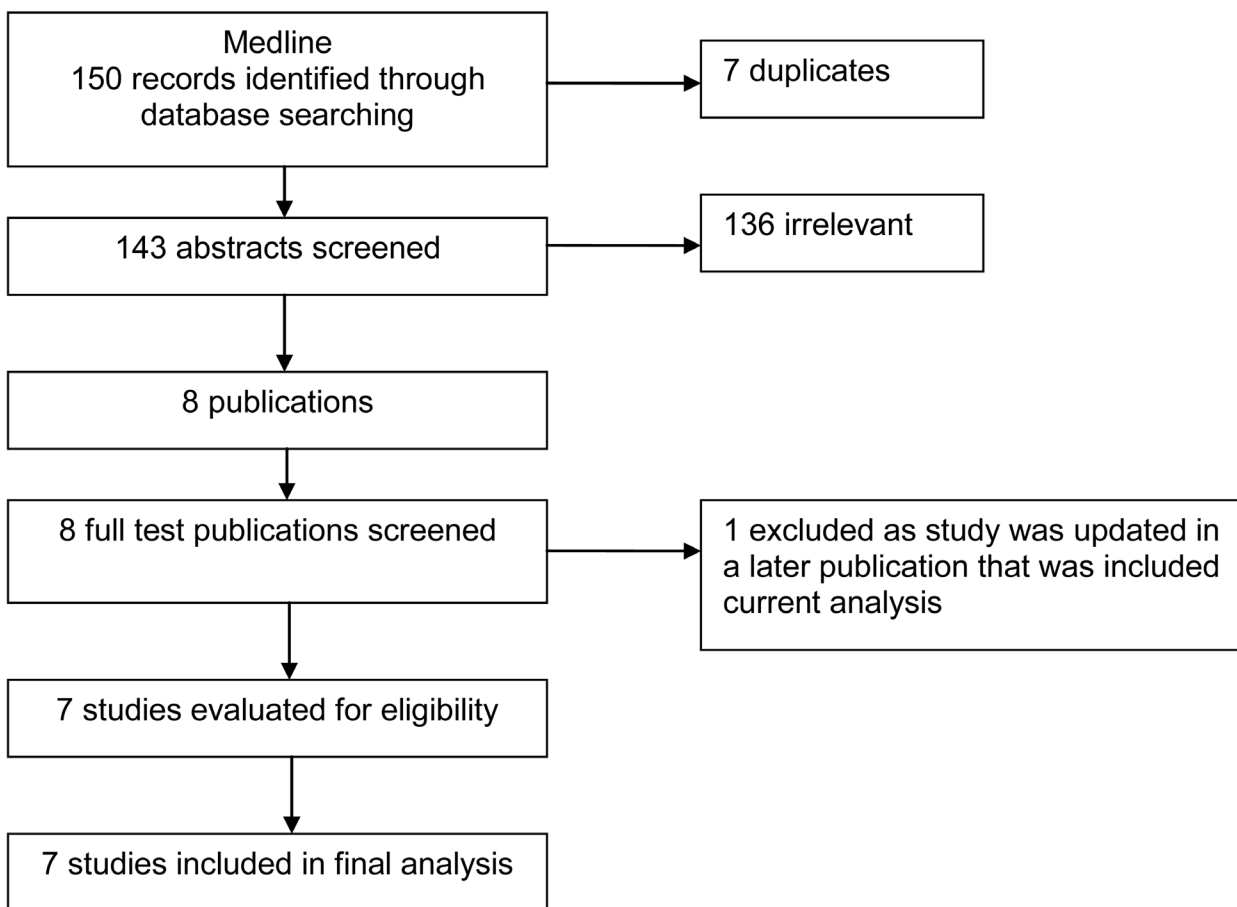 Medline
150 records identified through
database searching
7 duplicates
143 abstracts screened
136 irrelevant
8 publications
8 full test publications screened
1 excluded as study was updated in
a later publication that was included
current analysis
7 studies evaluated for eligibility
7 studies included in final analysis